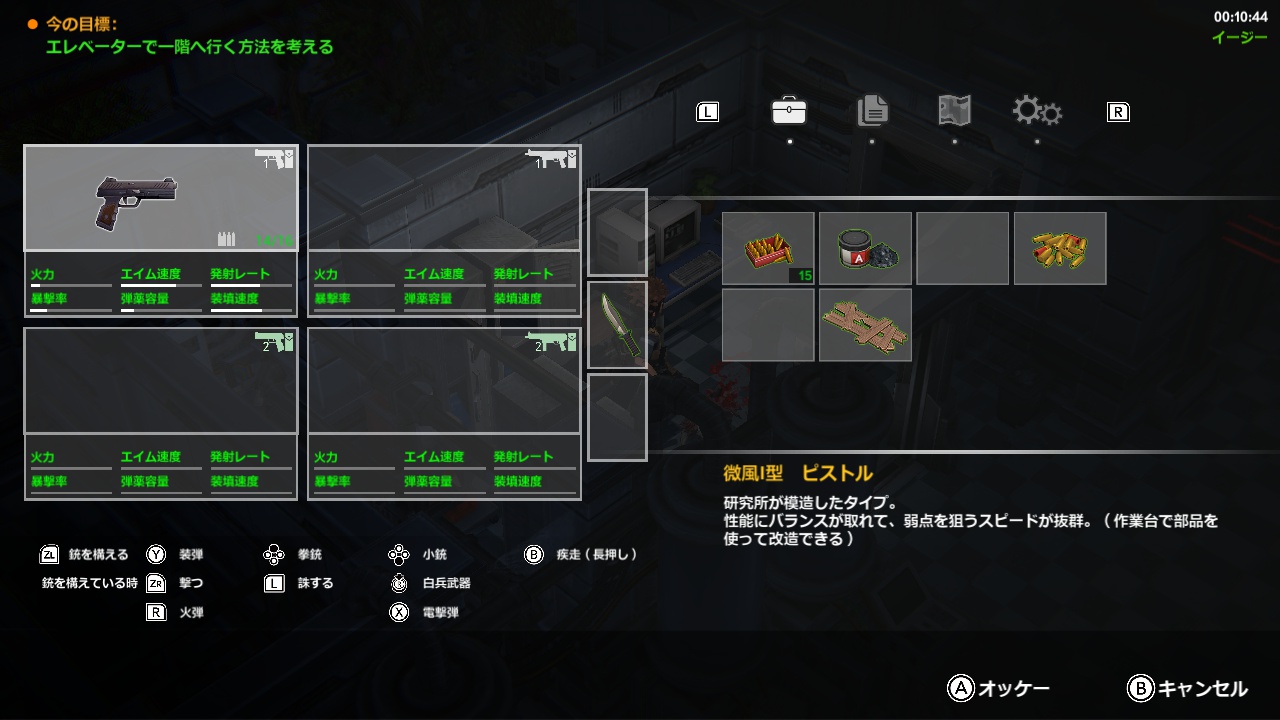 今の目標：
エレベーターで一階へ行く方法を考える
00:10:44
イージー
L
R
1
1
火力 エイム速度 発射レート
暴撃率 弾薬容量 装填速度
火力 エイム速度 発射レート
暴撃率 弾薬容量 装填速度
15
A
2
2
火力 エイム速度 発射レート
暴撃率 弾薬容量 装填速度
火力 エイム速度 発射レート
暴撃率 弾薬容量 装填速度
微風I型　ピストル
研究所が模造したタイプ。
性能にバランスが取れて、弱点を狙うスピードが抜群。（作業台で部品を
使って改造できる）
ZL 銃を構える Y 装弾 拳銃 小銃 B 疾走（長押し）
銃を構えている時 ZR 撃つ L 誅する 白兵武器
R 火弾 X 電撃弾
A オッケー B キャンセル